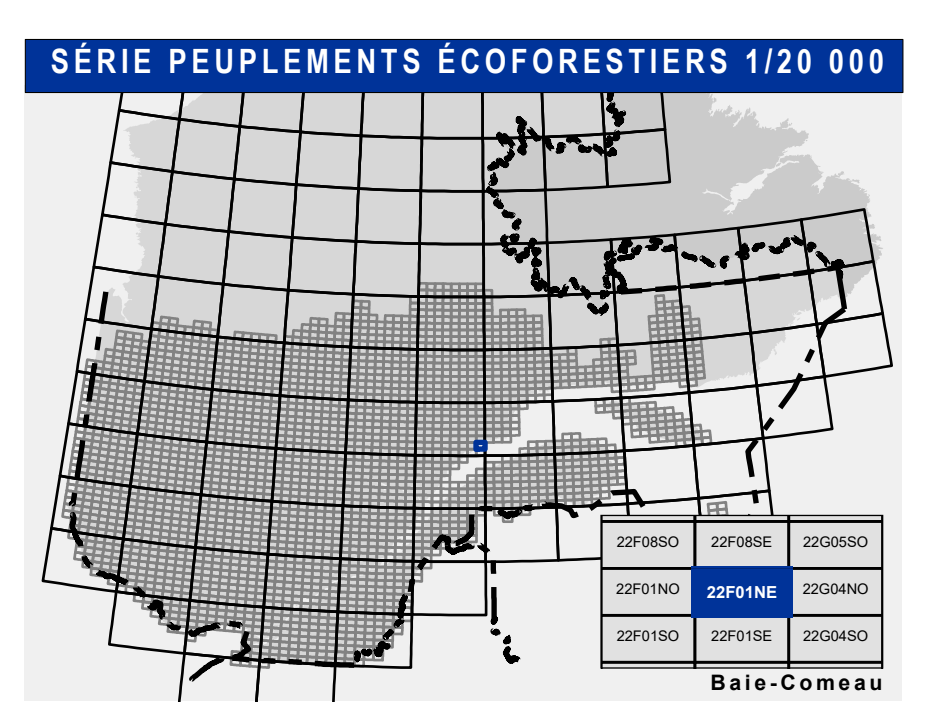 SÉRIE PEUPLEMENTS ÉCOFORESTIERS 1/20 000
22F08SO 22F08SE 22G05SO
22F01NO 22F01NE 22G04NO
22F01SO 22F01SE 22G04SO
Baie-Comeau